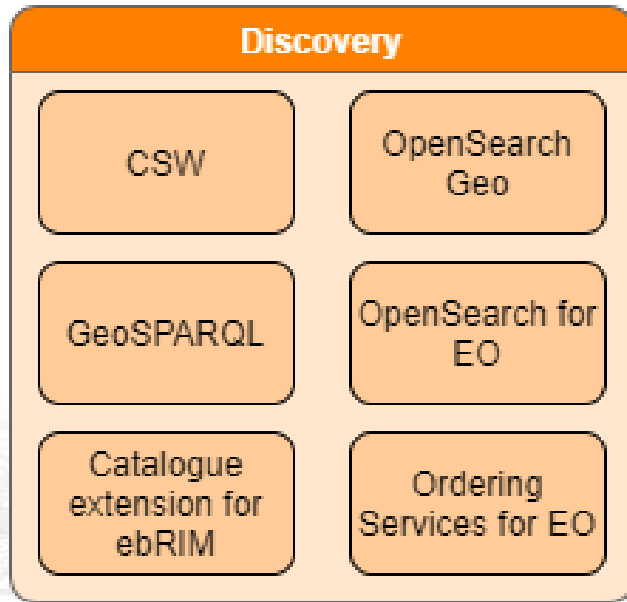 Discovery
CSW
OpenSearch
Geo
GeoSPARQL
OpenSearch for
EO
Catalogue
extension for
ebRIM
Ordering
Services for EO